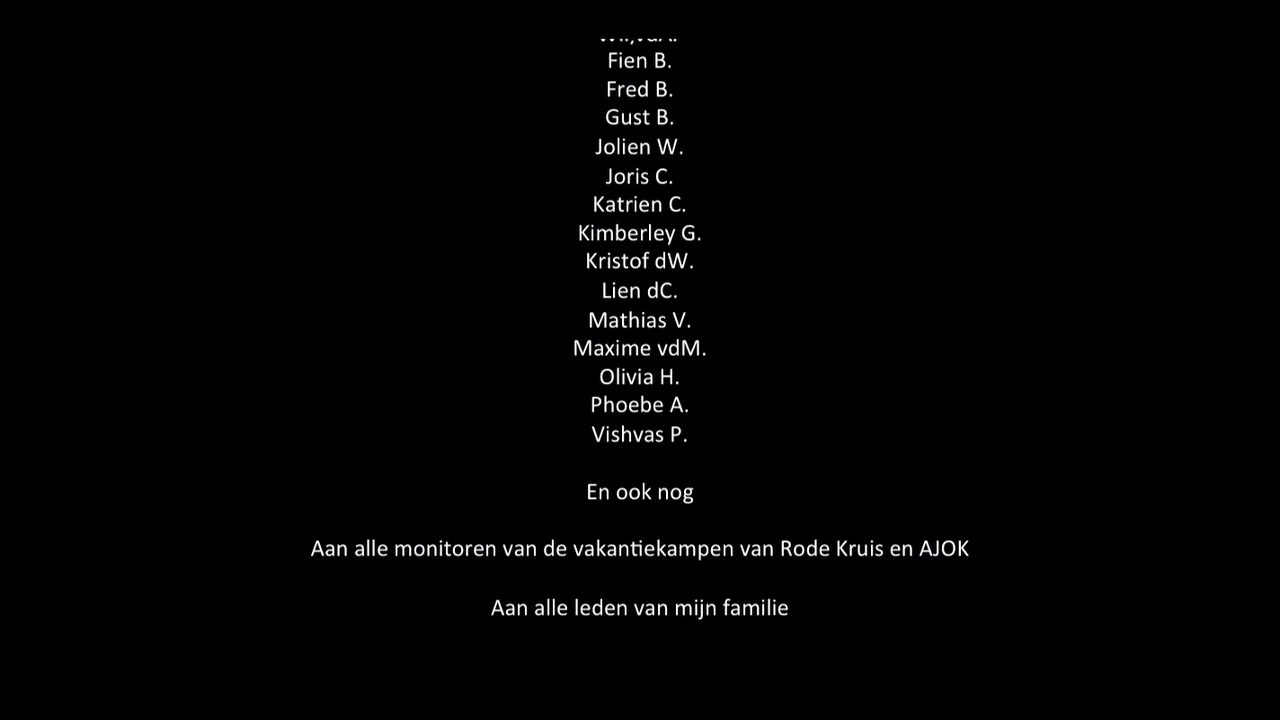 Fien B.
Fred B.
Gust B.
Jolien W.
Joris C.
Katrien C.
Kimberley G.
Kristof dW.
Lien dC.
Mathias V.
Maxime vdM.
Olivia H.
Phoebe A.
Vishvas P.
En ook nog
Aan alle monitoren van de vakantiekampen van Rode Kruis en AJOK
Aan alle leden van mijn familie